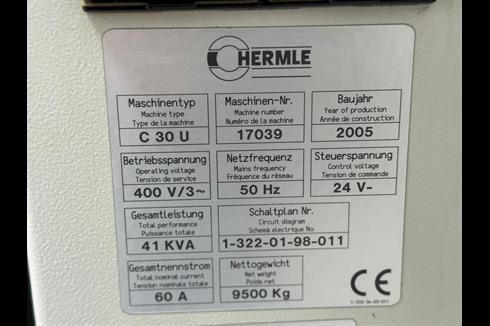 HERMLE
Maschinentyp
Machine type
Type de la machine
C 30 U
Maschinen-Nr.
Machine number
Numéro de la machine
17039
Baujahr
Year of production
Année de construction
2005
Betriebsspannung
Operating voltage
Tension de service
400 V/3~
Netzfrequenz
Mains frequency
Fréquence du réseau
50 Hz
Steuerspannung
Control voltage
Tension de commande
24 V-
Gesamtleistung
Total performance
Puissance totale
41 KVA
Schaltplan Nr.
Circuit diagram
Schemà electrique No.
1-322-01-98-011
Gesamtnennstrom
Total nominal current
Tension nominale totale
60 A
Nettogewicht
Net weight
Poids net
9500 Kg
CE